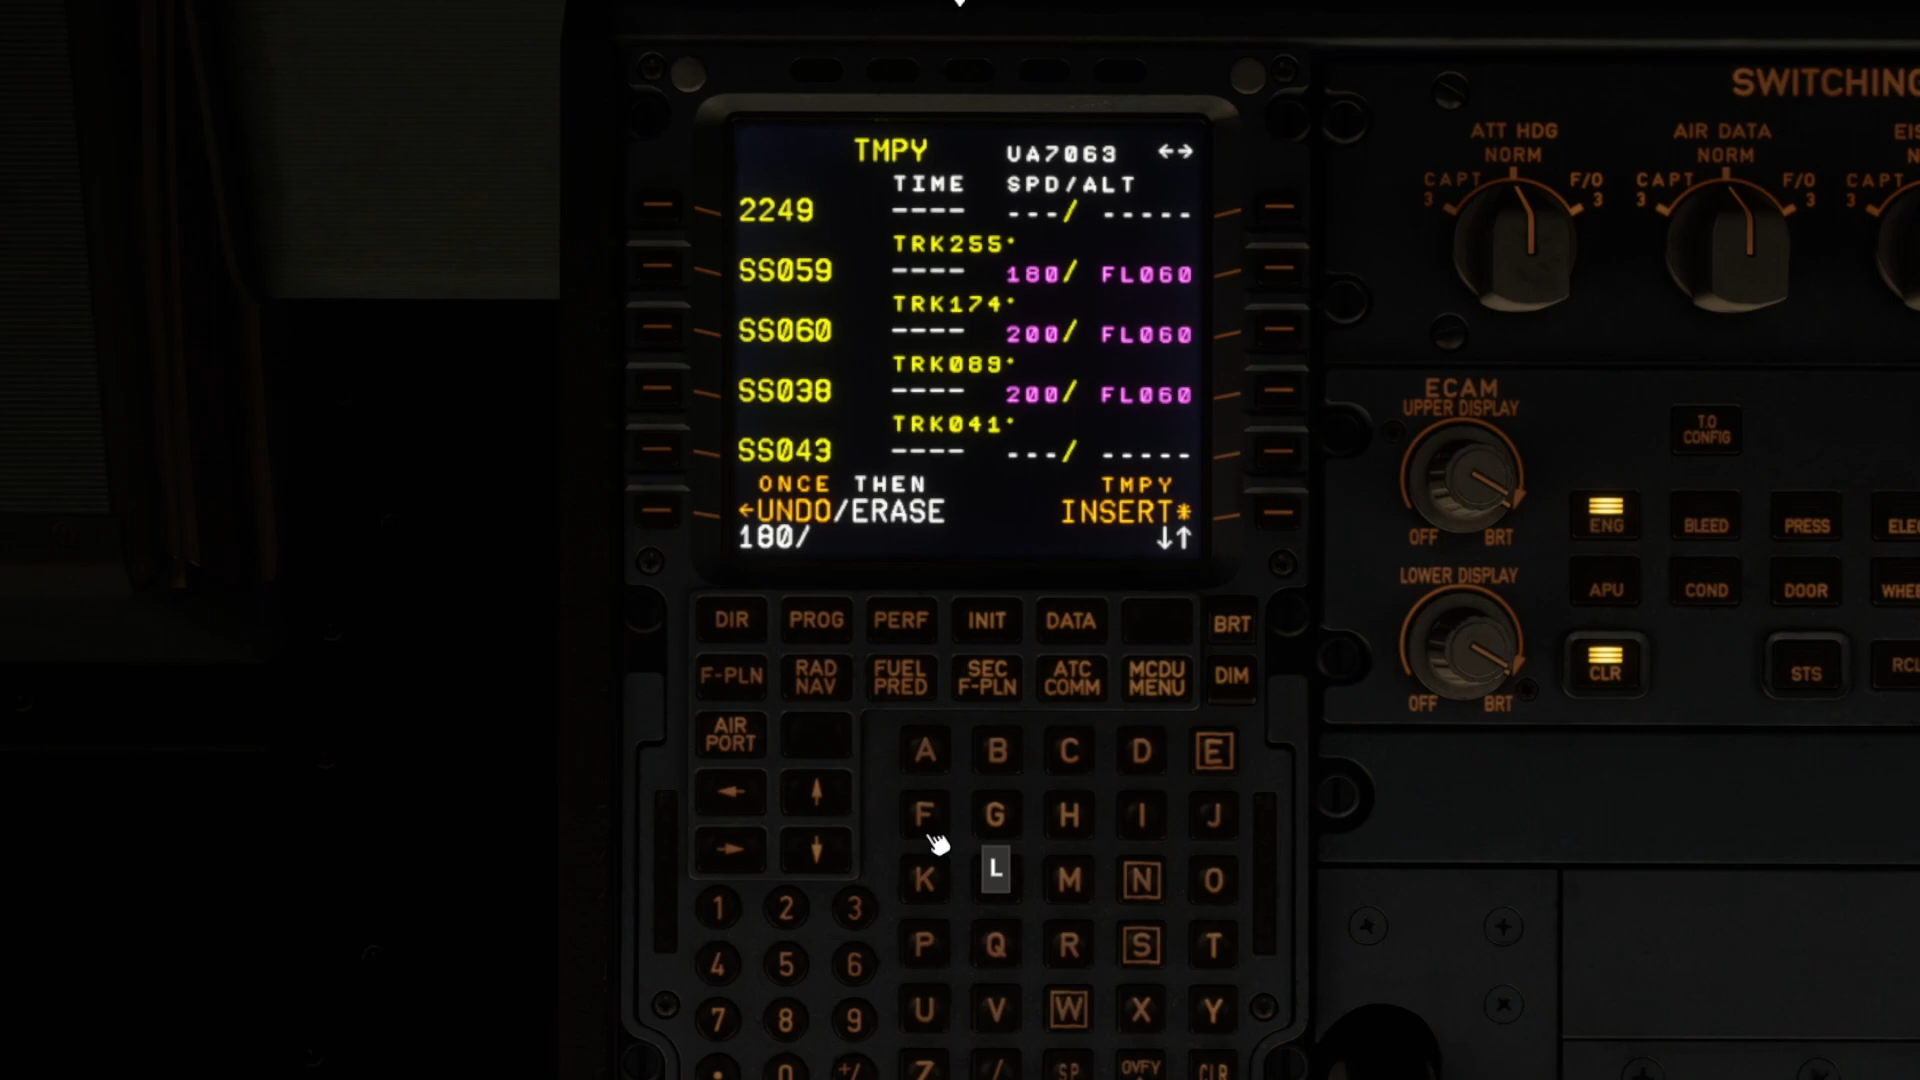 TMPY UA7063 ←→
TIME SPD/ALT
2249 ---- ---/ -----
TRK255°
SS059 ---- 180/ FL060
TRK174°
SS060 ---- 200/ FL060
TRK089°
SS038 ---- 200/ FL060
TRK041°
SS043 ---- ---/ -----
ONCE THEN TMPY
←UNDO/ERASE INSERT*
180/ ↓↑
DIR PROG PERF INIT DATA BRT
F-PLN RAD NAV FUEL PRED SEC F-PLN ATC COMM MCDU MENU DIM
AIR PORT
← ↑
→ ↓
A B C D E
F G H I J
K L M N O
1 2 3
P Q R S T
4 5 6
U V W X Y
7 8 9
. 0 +/ Z / SP OVFY CLR
SWITCHING
ATT HDG AIR DATA
NORM NORM
CAPT 3 F/O 3 CAPT 3 F/O 3 CAPT 3
ECAM
UPPER DISPLAY
T.O CONFIG
OFF BRT
ENG BLEED PRESS
LOWER DISPLAY
APU COND DOOR
OFF BRT
CLR STS